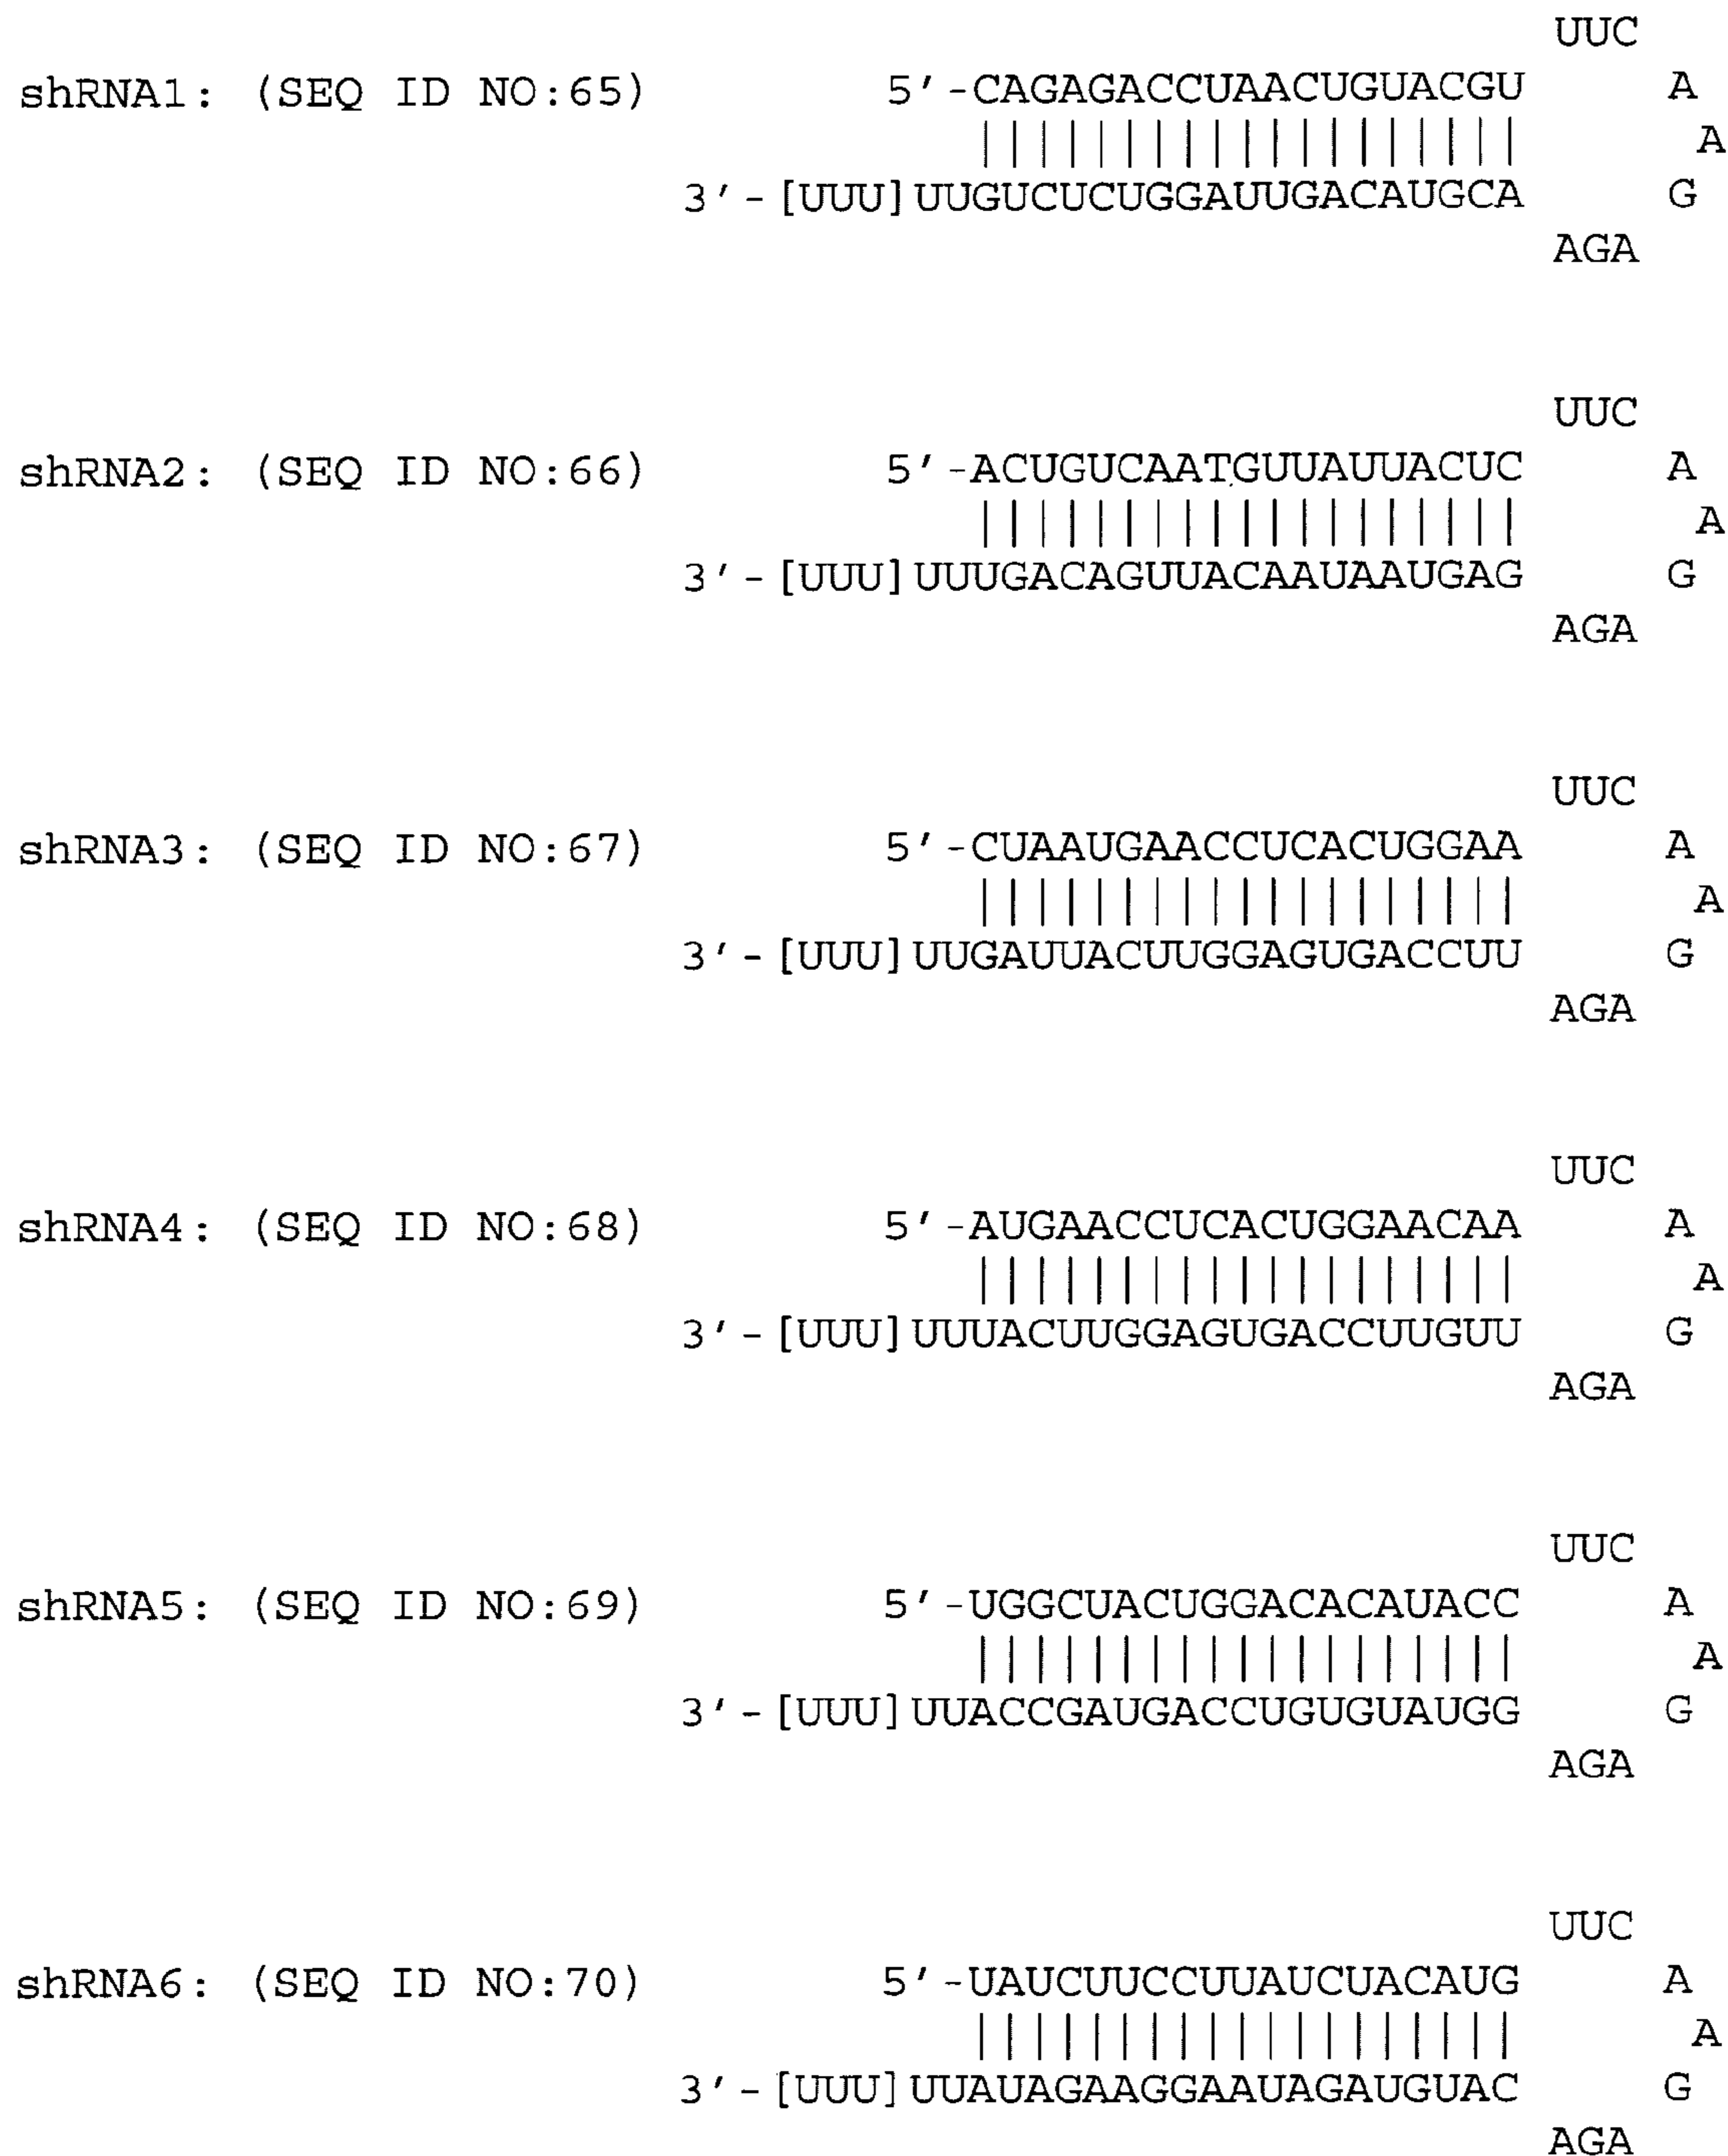 UUC
shRNA1: (SEQ ID NO:65) 5'-CAGAGACCUAACUGUACGU A
A
3'-[UUU]UUGUCUCUGGAUUGACAUGCA G
AGA
UUC
shRNA2: (SEQ ID NO:66) 5'-ACUGUCAATGUUAUUACUC A
A
3'-[UUU]UUUGACAGUUACAAUAAUGAG G
AGA
UUC
shRNA3: (SEQ ID NO:67) 5'-CUAAUGAACCUCACUGGAA A
A
3'-[UUU]UUGAUUACUUGGAGUGACCUU G
AGA
UUC
shRNA4: (SEQ ID NO:68) 5'-AUGAACCUCACUGGAACAA A
A
3'-[UUU]UUUACUUGGAGUGACCUUGUU G
AGA
UUC
shRNA5: (SEQ ID NO:69) 5'-UGGCUACUGGACACAUACC A
A
3'-[UUU]UUACCGAUGACCUGUGUAUGG G
AGA
UUC
shRNA6: (SEQ ID NO:70) 5'-UAUCUUCCUUAUCUACAUG A
A
3'-[UUU]UUAUAGAAGGAAUAGAUGUAC G
AGA